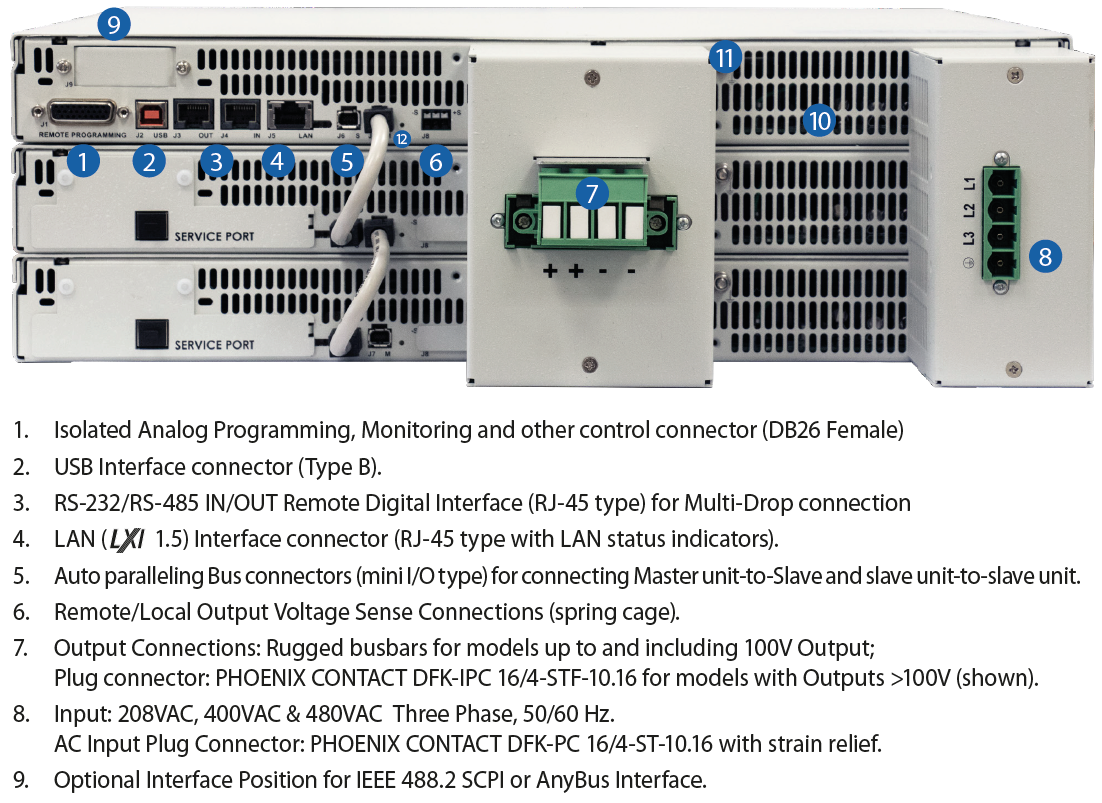 9
11
10
J9
J1
REMOTE PROGRAMMING
J2 USB
J3 OUT
J4 IN
J5 LAN
J6 S
-S +S
J8
12
1
2
3
4
5
6
7
SERVICE PORT
-S
J8
+ + - -
L1
L2
L3
8
SERVICE PORT
J7 M
-S
J8
1. Isolated Analog Programming, Monitoring and other control connector (DB26 Female)
2. USB Interface connector (Type B).
3. RS-232/RS-485 IN/OUT Remote Digital Interface (RJ-45 type) for Multi-Drop connection
4. LAN (LXI 1.5) Interface connector (RJ-45 type with LAN status indicators).
5. Auto paralleling Bus connectors (mini I/O type) for connecting Master unit-to-Slave and slave unit-to-slave unit.
6. Remote/Local Output Voltage Sense Connections (spring cage).
7. Output Connections: Rugged busbars for models up to and including 100V Output;
Plug connector: PHOENIX CONTACT DFK-IPC 16/4-STF-10.16 for models with Outputs >100V (shown).
8. Input: 208VAC, 400VAC & 480VAC Three Phase, 50/60 Hz.
AC Input Plug Connector: PHOENIX CONTACT DFK-PC 16/4-ST-10.16 with strain relief.
9. Optional Interface Position for IEEE 488.2 SCPI or AnyBus Interface.